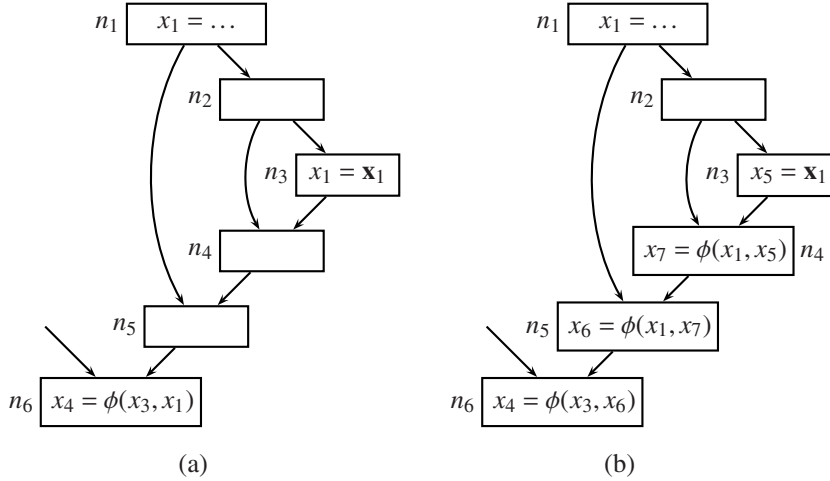 n₁ x₁ = …
n₂
n₃ x₁ = 𝐱₁
n₄
n₅
n₆ x₄ = ϕ(x₃, x₁)
(a)
n₁ x₁ = …
n₂
n₃ x₅ = 𝐱₁
x₇ = ϕ(x₁, x₅) n₄
n₅ x₆ = ϕ(x₁, x₇)
n₆ x₄ = ϕ(x₃, x₆)
(b)